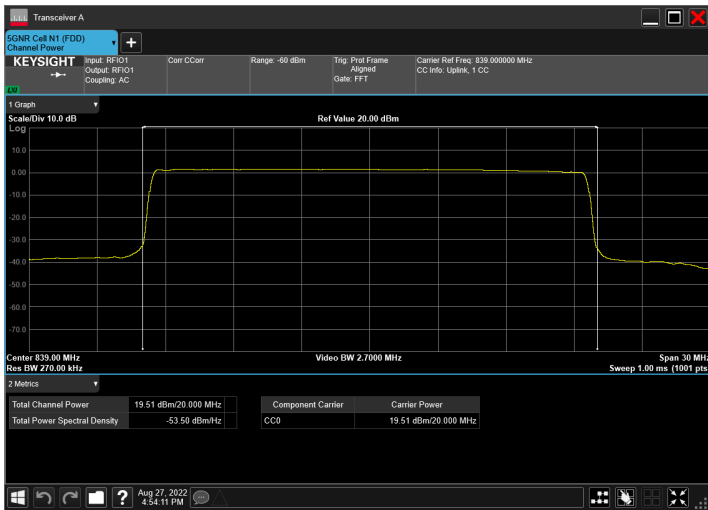 Transceiver A
5GNR Cell N1 (FDD)
Channel Power
KEYSIGHT
LXI
Input: RFIO1
Output: RFIO1
Coupling: AC
Corr CCorr
Range: -60 dBm
Trig: Prot Frame
Aligned
Gate: FFT
Carrier Ref Freq: 839.000000 MHz
CC Info: Uplink, 1 CC
1 Graph
Scale/Div 10.0 dB
Ref Value 20.00 dBm
Log
10.0
0.00
-10.0
-20.0
-30.0
-40.0
-50.0
-60.0
-70.0
Center 839.00 MHz
Video BW 2.7000 MHz
Span 30 MHz
Res BW 270.00 kHz
Sweep 1.00 ms (1001 pts
2 Metrics
Total Channel Power 19.51 dBm/20.000 MHz
Total Power Spectral Density -53.50 dBm/Hz
Component Carrier Carrier Power
CC0 19.51 dBm/20.000 MHz
?
Aug 27, 2022
4:54:11 PM